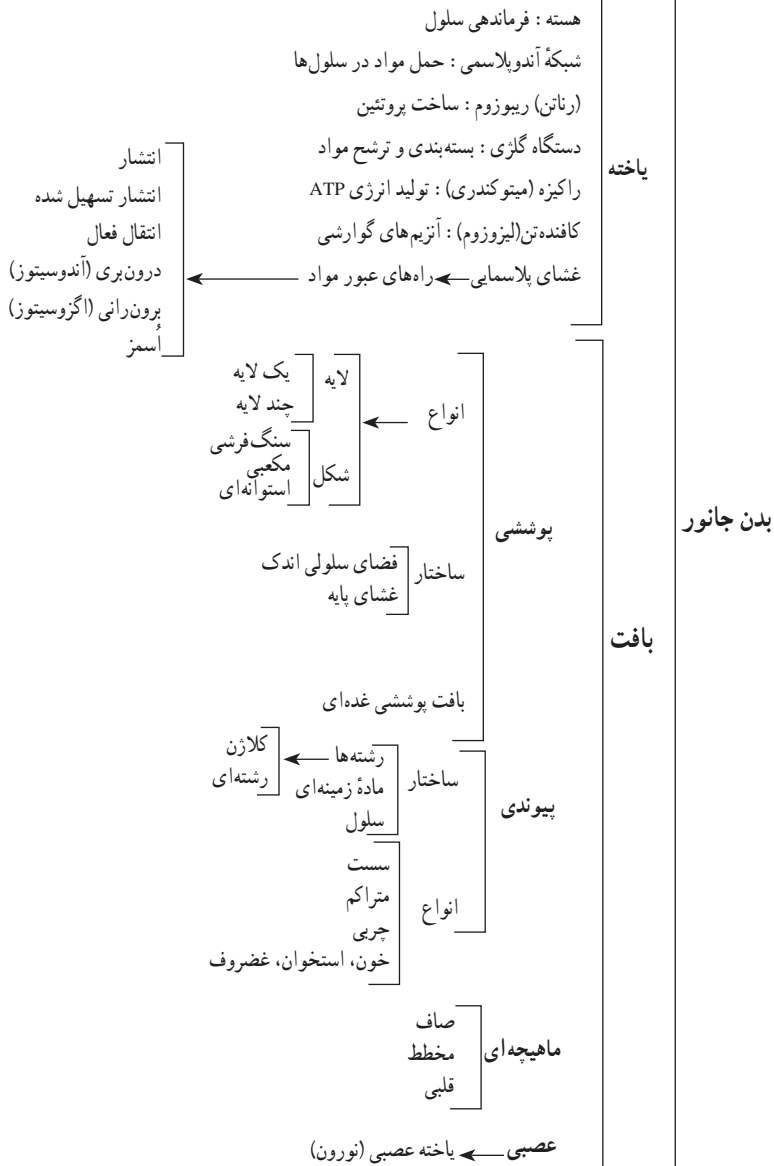 بدن جانور
یاخته
هسته : فرماندهی سلول
شبکهٔ آندوپلاسمی : حمل مواد در سلول‌ها
(رناتن) ریبوزوم : ساخت پروتئین
دستگاه گلژی : بسته‌بندی و ترشح مواد
راکیزه (میتوکندری) : تولید انرژی ATP
کافنده‌تن(لیزوزوم) : آنزیم‌های گوارشی
غشای پلاسمایی راه‌های عبور مواد
انتشار
انتشار تسهیل شده
انتقال فعال
درون‌بری (آندوسیتوز)
برون‌رانی (اگزوسیتوز)
اُسمز
بافت
پوششی
انواع
لایه
یک لایه
چند لایه
شکل
سنگ‌فرشی
مکعبی
استوانه‌ای
ساختار
فضای سلولی اندک
غشای پایه
بافت پوششی غده‌ای
پیوندی
ساختار
رشته‌ها
کلاژن
رشته‌ای
مادهٔ زمینه‌ای
سلول
انواع
سست
متراکم
چربی
خون، استخوان، غضروف
ماهیچه‌ای
صاف
مخطط
قلبی
عصبی یاخته عصبی (نورون)